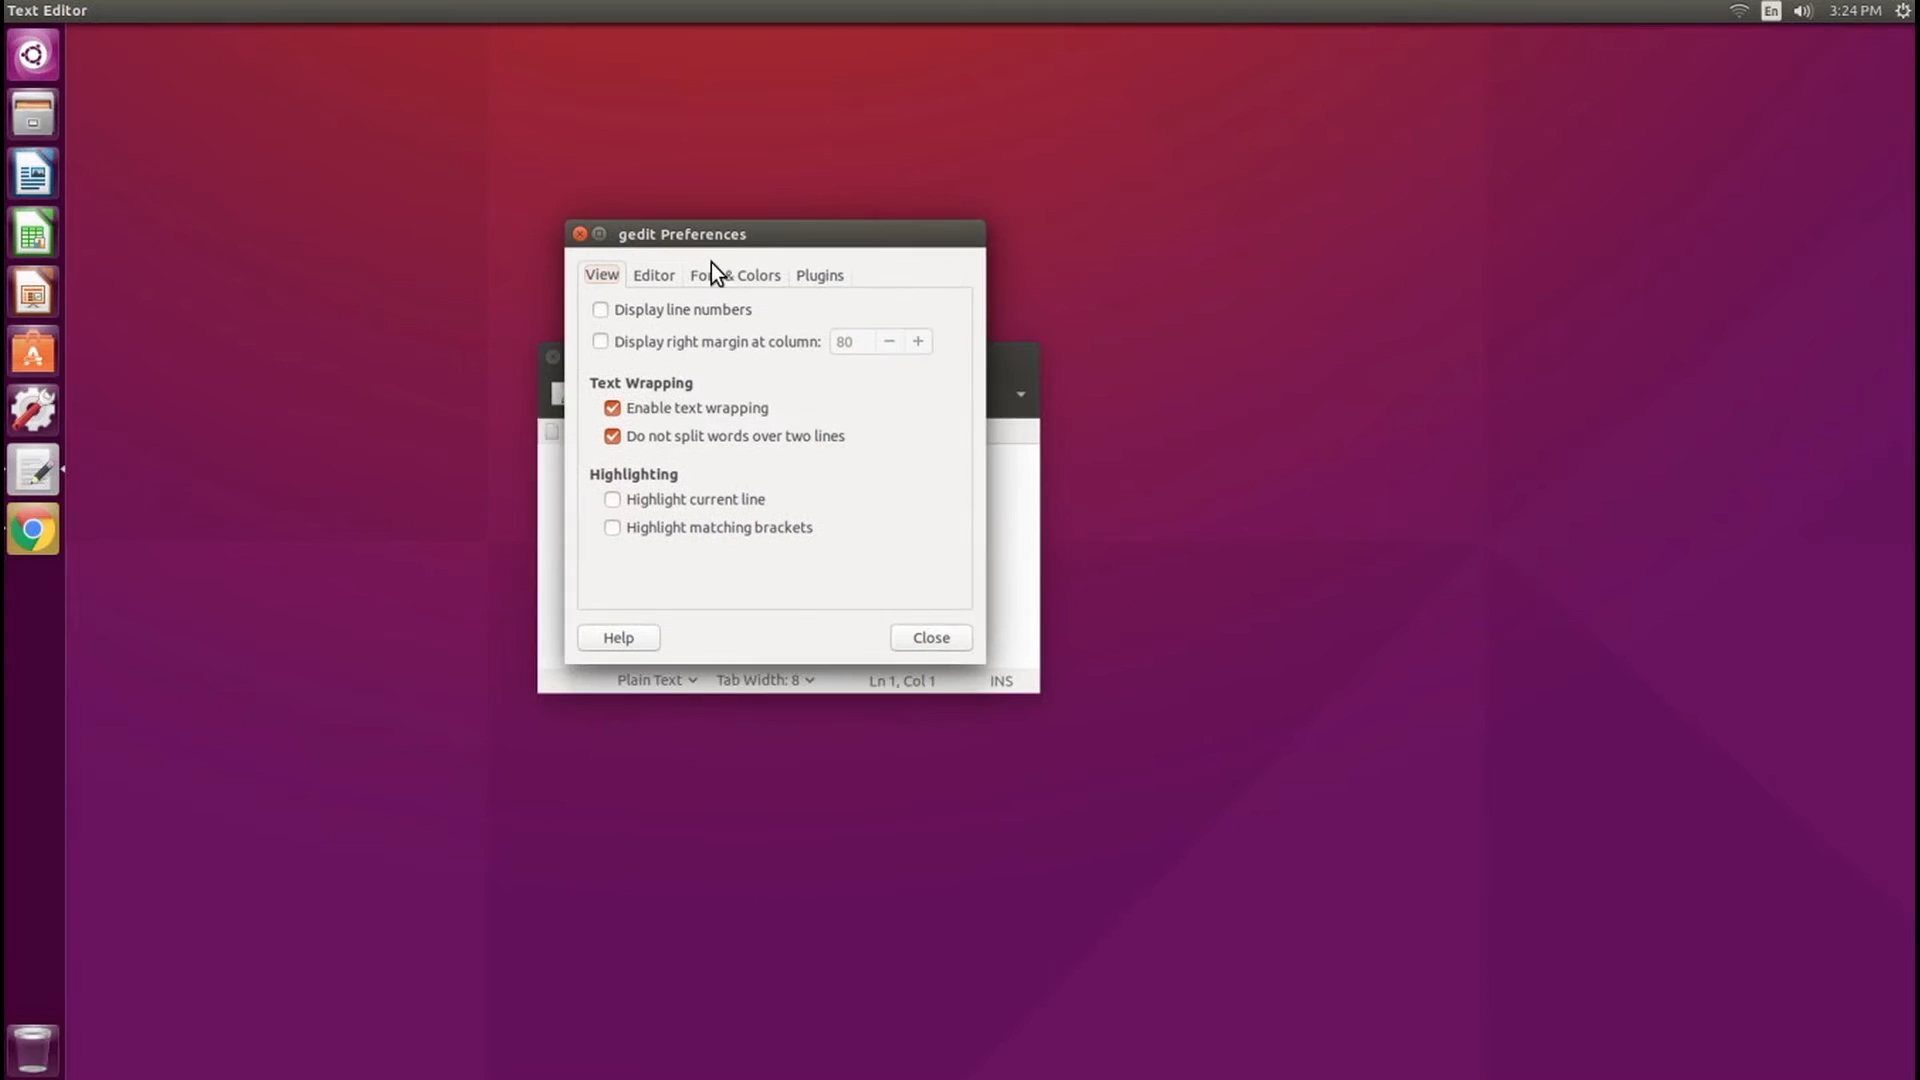 Text Editor
En
3:24 PM
gedit Preferences
View
Editor
Colors
Plugins
Display line numbers
Display right margin at column:
80
Text Wrapping
Enable text wrapping
Do not split words over two lines
Highlighting
Highlight current line
Highlight matching brackets
Help
Close
Plain Text
Tab Width: 8
Ln 1, Col 1
INS